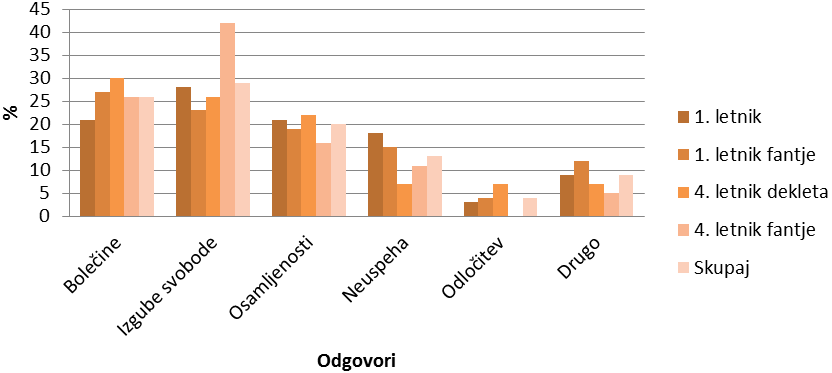 45
40
35
30
25
20
15
10
5
0
%
Bolečine
Izgube svobode
Osamljenosti
Neuspeha
Odločitev
Drugo
Odgovori
1. letnik
1. letnik fantje
4. letnik dekleta
4. letnik fantje
Skupaj